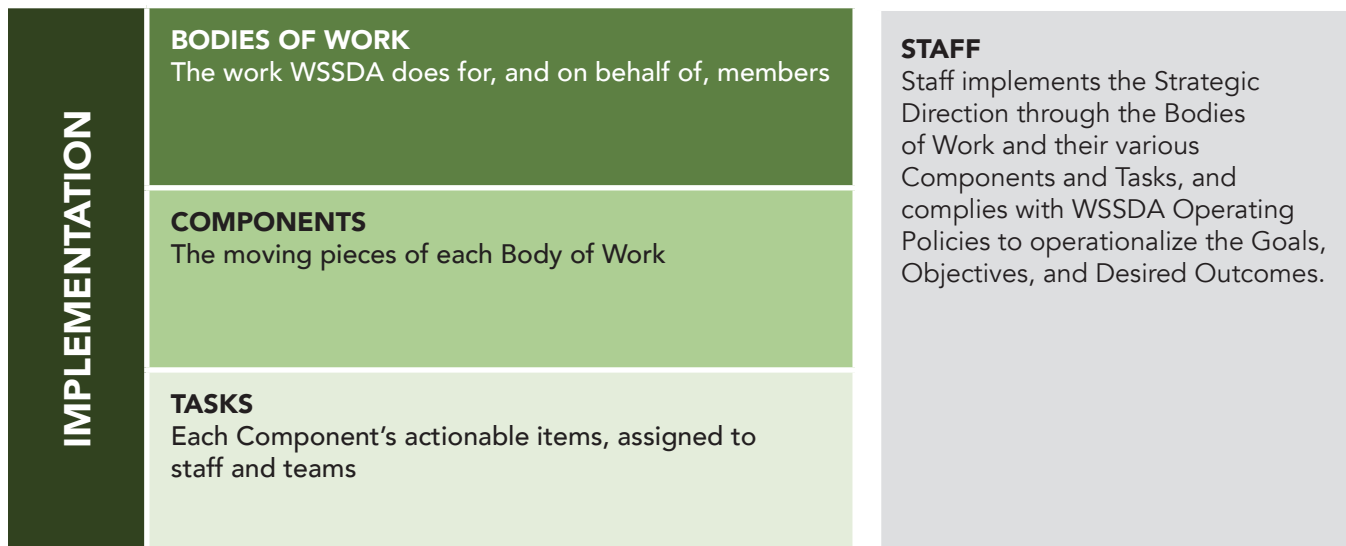 IMPLEMENTATION
BODIES OF WORK
The work WSSDA does for, and on behalf of, members
COMPONENTS
The moving pieces of each Body of Work
TASKS
Each Component’s actionable items, assigned to
staff and teams
STAFF
Staff implements the Strategic
Direction through the Bodies
of Work and their various
Components and Tasks, and
complies with WSSDA Operating
Policies to operationalize the Goals,
Objectives, and Desired Outcomes.